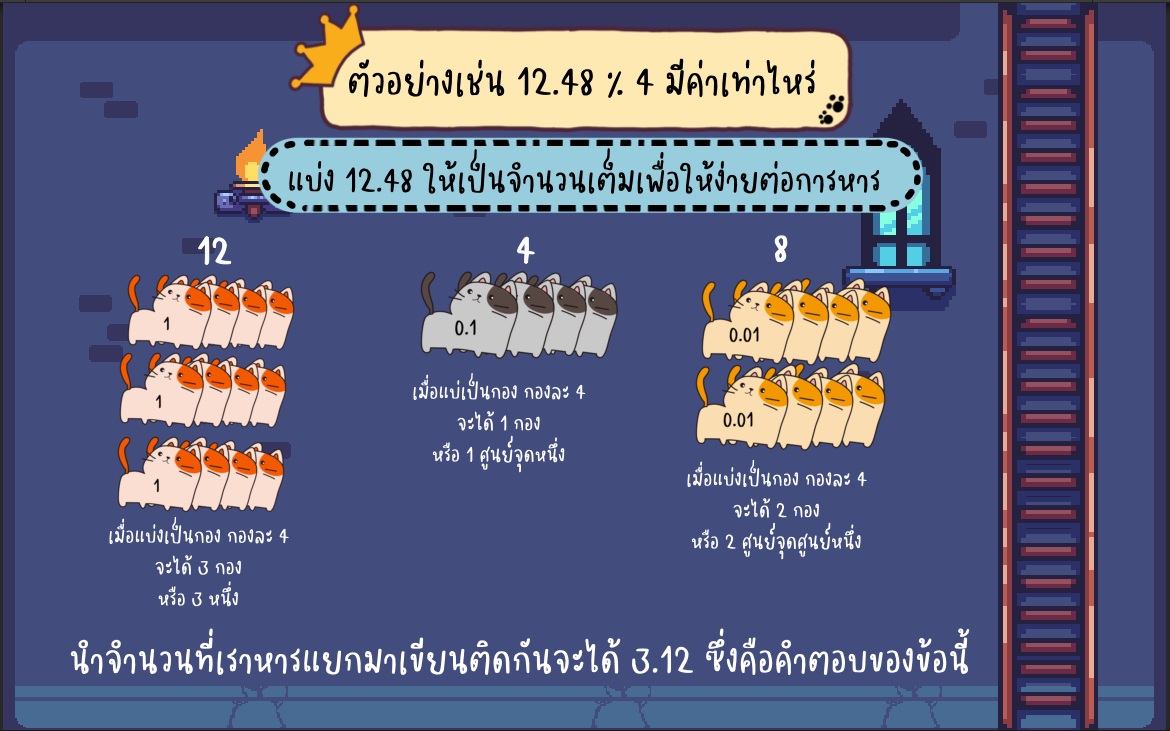 ตัวอย่างเช่น 12.48 ٪ 4 มีค่าเท่าไหร่
แบ่ง 12.48 ให้เป็นจำนวนเต็มเพื่อให้ง่ายต่อการหาร
12
4
8
1
1
1
0.1
0.01
0.01
เมื่อแบ่งเป็นกอง กองละ 4
จะได้ 3 กอง
หรือ 3 หนึ่ง
เมื่อแบ่เป็นกอง กองละ 4
จะได้ 1 กอง
หรือ 1 ศูนย์จุดหนึ่ง
เมื่อแบ่งเป็นกอง กองละ 4
จะได้ 2 กอง
หรือ 2 ศูนย์จุดศูนย์หนึ่ง
นำจำนวนที่เราหารแยกมาเขียนติดกันจะได้ 3.12 ซึ่งคือคำตอบของข้อนี้